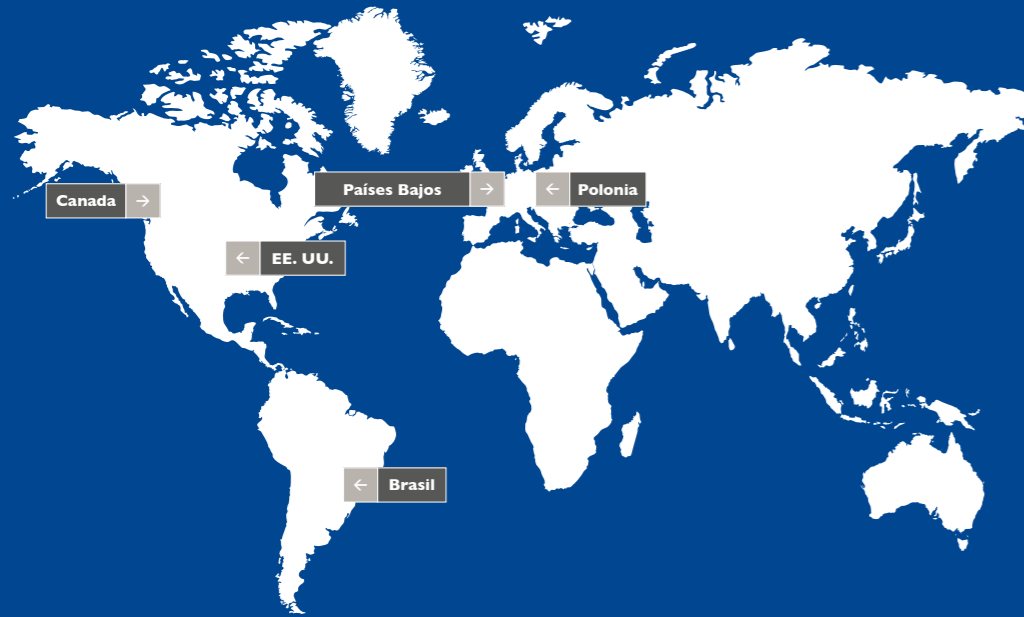 Países Bajos →
← Polonia
Canada →
← EE. UU.
← Brasil